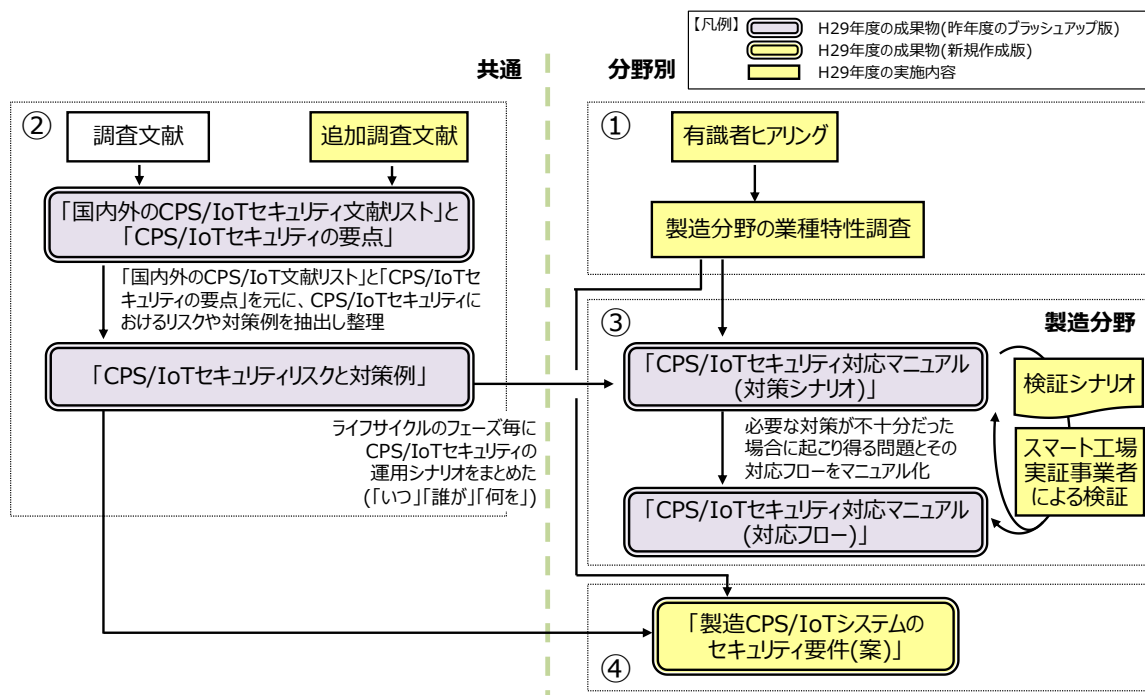 【凡例】
H29年度の成果物(昨年度のブラッシュアップ版)
H29年度の成果物(新規作成版)
H29年度の実施内容
共通
分野別
②
調査文献
追加調査文献
「国内外のCPS/IoTセキュリティ文献リスト」と
「CPS/IoTセキュリティの要点」
「国内外のCPS/IoT文献リスト」と「CPS/IoTセ
キュリティの要点」を元に、CPS/IoTセキュリティに
おけるリスクや対策例を抽出し整理
「CPS/IoTセキュリティリスクと対策例」
ライフサイクルのフェーズ毎に
CPS/IoTセキュリティの
運用シナリオをまとめた
(「いつ」「誰が」「何を」)
①
有識者ヒアリング
製造分野の業種特性調査
③
製造分野
「CPS/IoTセキュリティ対応マニュアル
(対策シナリオ)」
必要な対策が不十分だった
場合に起こり得る問題とその
対応フローをマニュアル化
「CPS/IoTセキュリティ対応マニュアル
(対応フロー)」
検証シナリオ
スマート工場
実証事業者
による検証
④
「製造CPS/IoTシステムの
セキュリティ要件(案)」